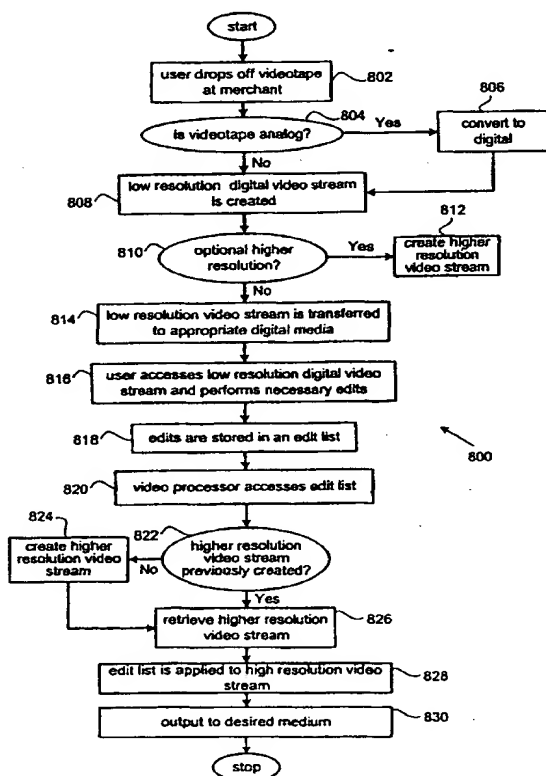 start
user drops off videotape
at merchant
802
804
is videotape analog?
Yes
806
convert to
digital
No
808
low resolution digital video stream
is created
810
optional higher
resolution?
Yes
812
create higher
resolution
video stream
No
814
low resolution video stream is transferred
to appropriate digital media
816
user accesses low resolution digital video
stream and performs necessary edits
818
edits are stored in an edit list
800
820
video processor accesses edit list
824
create higher
resolution video
stream
822
higher
resolution
video stream
previously created?
No
Yes
retrieve higher resolution
video stream
826
edit list is applied to high resolution video
stream
828
output to desired medium
830
stop